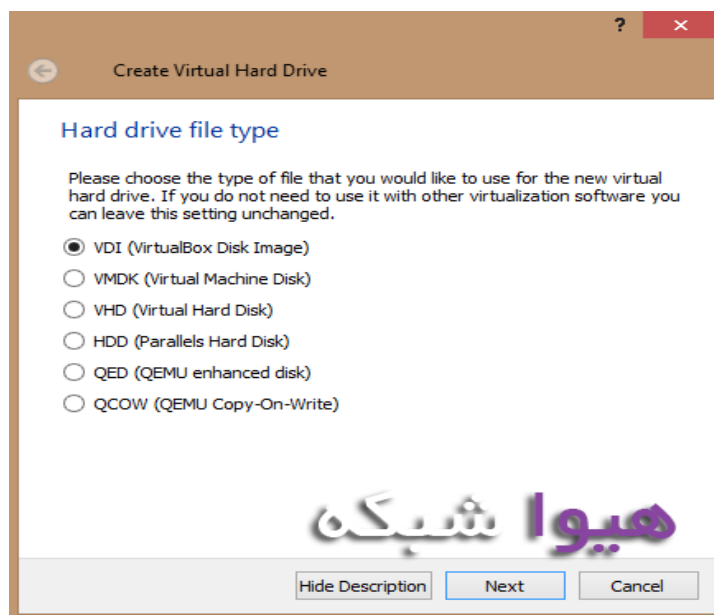 ?
×
Create Virtual Hard Drive
Hard drive file type
Please choose the type of file that you would like to use for the new virtual
hard drive. If you do not need to use it with other virtualization software you
can leave this setting unchanged.
VDI (VirtualBox Disk Image)
VMDK (Virtual Machine Disk)
VHD (Virtual Hard Disk)
HDD (Parallels Hard Disk)
QED (QEMU enhanced disk)
QCOW (QEMU Copy-On-Write)
هیوا شبکه
Hide Description
Next
Cancel